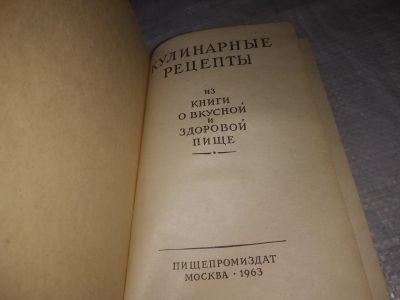 КУЛИНАРНЫЕ
РЕЦЕПТЫ
ИЗ
КНИГИ
О ВКУСНОЙ
И
ЗДОРОВОЙ
ПИЩЕ
ПИЩЕПРОМИЗДАТ
МОСКВА · 1963